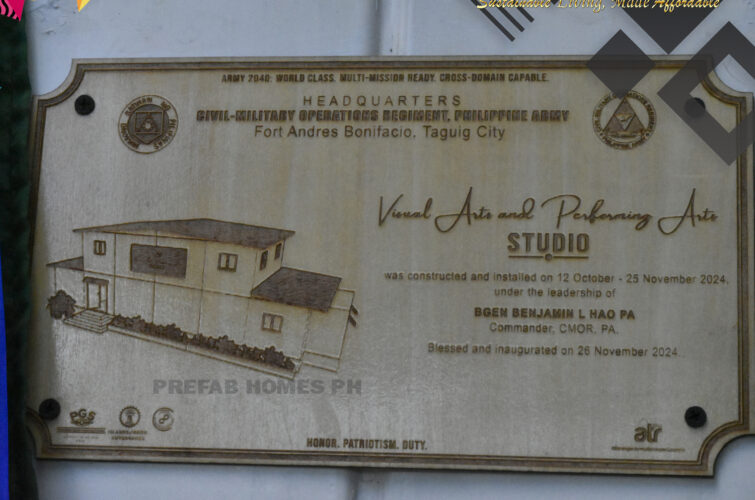 Sustainable Living, Made Affordable
ARMY 2040: WORLD CLASS. MULTI-MISSION READY. CROSS-DOMAIN CAPABLE.
HEADQUARTERS
CIVIL-MILITARY OPERATIONS REGIMENT, PHILIPPINE ARMY
Fort Andres Bonifacio, Taguig City
Visual Arts and Performing Arts
STUDIO
was constructed and installed on 12 October - 25 November 2024,
under the leadership of
BGEN BENJAMIN L HAO PA
Commander, CMOR, PA.
Blessed and inaugurated on 26 November 2024.
PREFAB HOMES PH
PGS
HONOR. PATRIOTISM. DUTY.